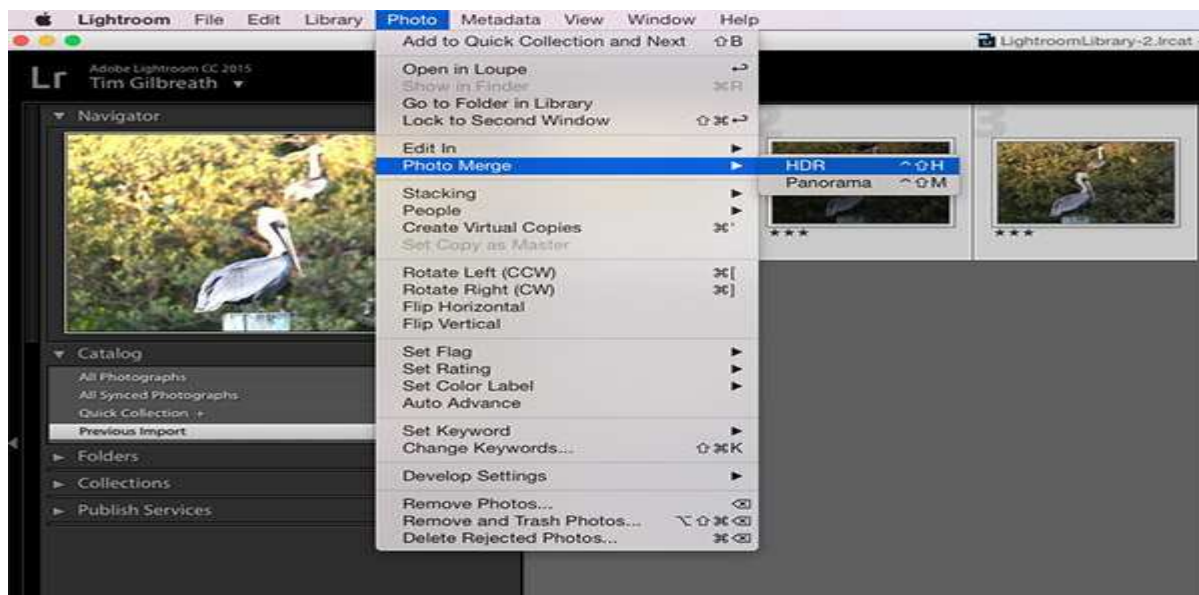 Lightroom File Edit Library Photo Metadata View Window Help
LightroomLibrary-2.lrcat
Adobe Lightroom CC 2015
Lr Tim Gilbreath
Navigator
Catalog
All Photographs
All Synced Photographs
Quick Collection +
Previous Import
Folders
Collections
Publish Services
Add to Quick Collection and Next ⇧B
Open in Loupe ↩
Show in Finder ⌘R
Go to Folder in Library
Lock to Second Window ⇧⌘↩
Edit In ▶
Photo Merge ▶
Stacking ▶
People ▶
Create Virtual Copies ⌘'
Set Copy as Master
Rotate Left (CCW) ⌘[
Rotate Right (CW) ⌘]
Flip Horizontal
Flip Vertical
Set Flag ▶
Set Rating ▶
Set Color Label ▶
Auto Advance
Set Keyword ▶
Change Keywords... ⇧⌘K
Develop Settings ▶
Remove Photos... ⌫
Remove and Trash Photos... ⌥⇧⌘⌫
Delete Rejected Photos... ⌘⌫
HDR ^⇧H
Panorama ^⇧M
2
3
★★★
★★★